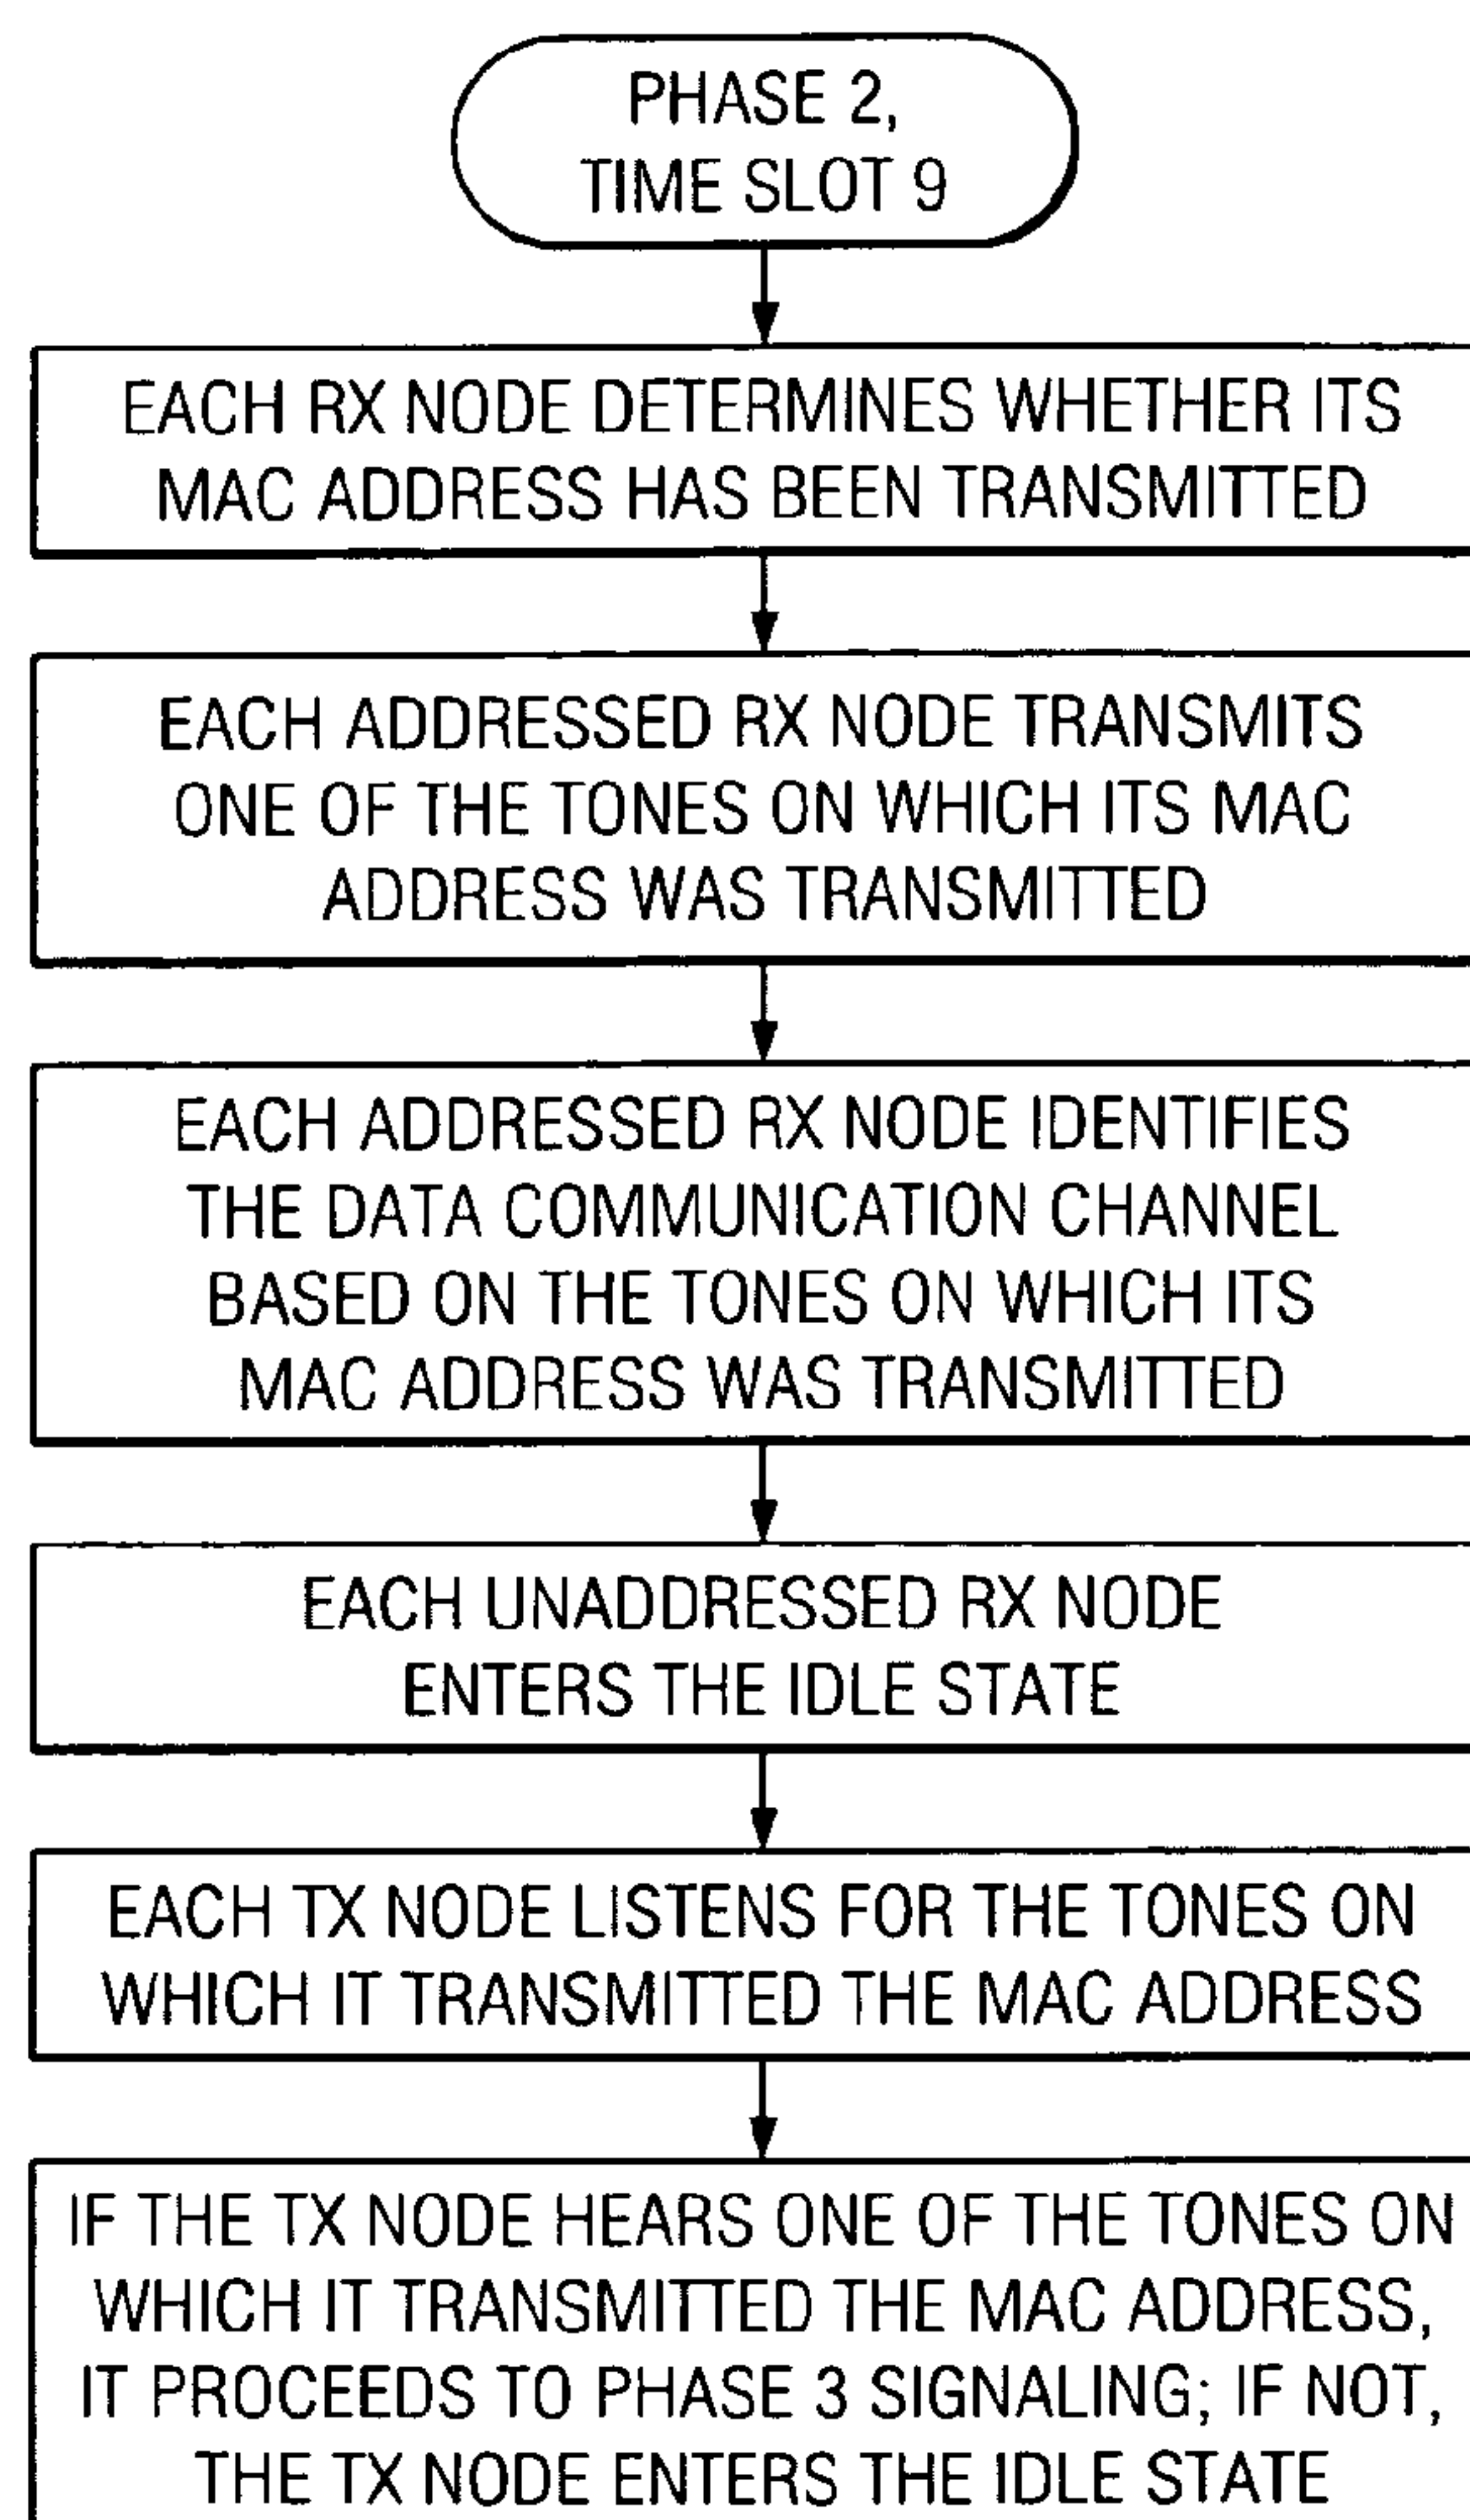 PHASE 2,
TIME SLOT 9
EACH RX NODE DETERMINES WHETHER ITS
MAC ADDRESS HAS BEEN TRANSMITTED
EACH ADDRESSED RX NODE TRANSMITS
ONE OF THE TONES ON WHICH ITS MAC
ADDRESS WAS TRANSMITTED
EACH ADDRESSED RX NODE IDENTIFIES
THE DATA COMMUNICATION CHANNEL
BASED ON THE TONES ON WHICH ITS
MAC ADDRESS WAS TRANSMITTED
EACH UNADDRESSED RX NODE
ENTERS THE IDLE STATE
EACH TX NODE LISTENS FOR THE TONES ON
WHICH IT TRANSMITTED THE MAC ADDRESS
IF THE TX NODE HEARS ONE OF THE TONES ON
WHICH IT TRANSMITTED THE MAC ADDRESS,
IT PROCEEDS TO PHASE 3 SIGNALING; IF NOT,
THE TX NODE ENTERS THE IDLE STATE